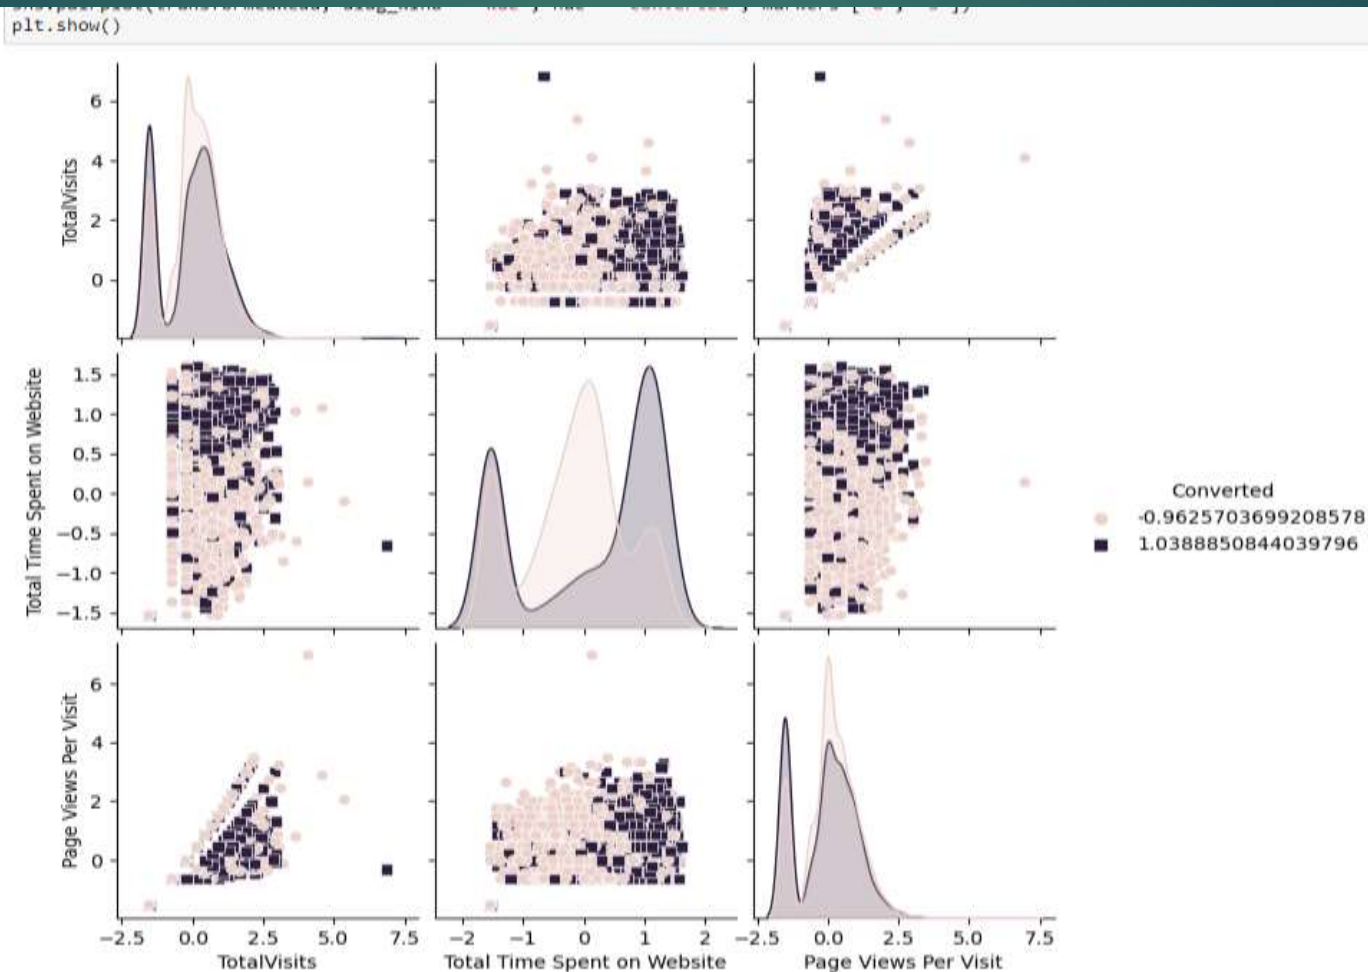 plt.show()
TotalVisits
6
4
2
0
Total Time Spent on Website
1.5
1.0
0.5
0.0
−0.5
−1.0
−1.5
Converted
-0.9625703699208578
1.0388850844039796
Page Views Per Visit
6
4
2
0
−2.5 0.0 2.5 5.0 7.5 −2 −1 0 1 2 −2.5 0.0 2.5 5.0 7.5
TotalVisits Total Time Spent on Website Page Views Per Visit